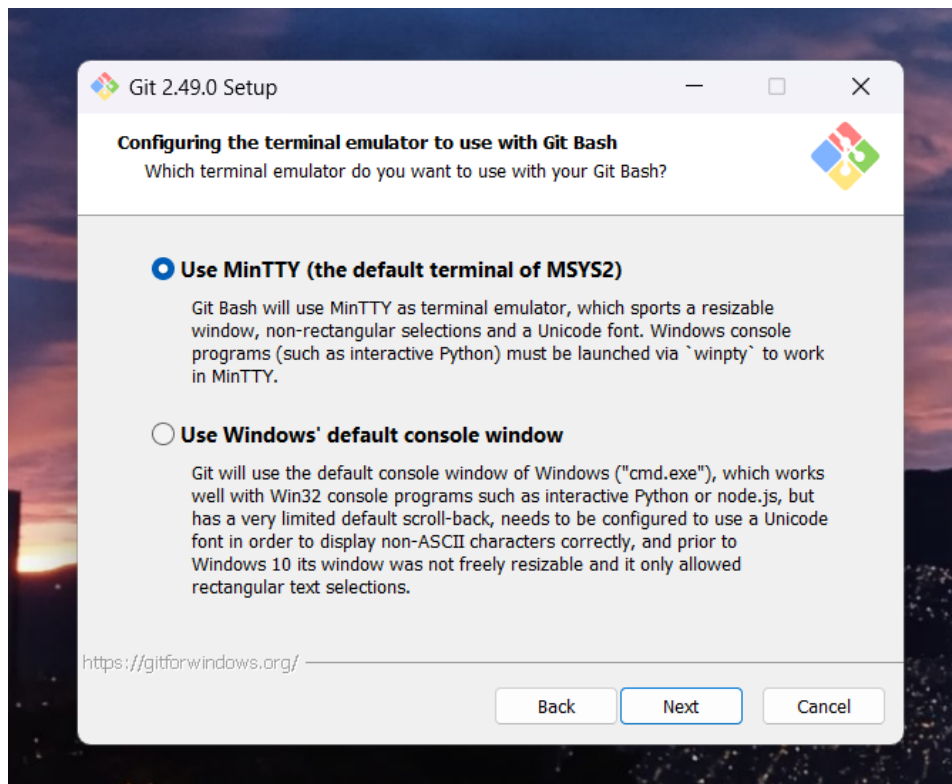 Git 2.49.0 Setup
Configuring the terminal emulator to use with Git Bash
Which terminal emulator do you want to use with your Git Bash?
Use MinTTY (the default terminal of MSYS2)
Git Bash will use MinTTY as terminal emulator, which sports a resizable
window, non-rectangular selections and a Unicode font. Windows console
programs (such as interactive Python) must be launched via `winpty` to work
in MinTTY.
Use Windows' default console window
Git will use the default console window of Windows ("cmd.exe"), which works
well with Win32 console programs such as interactive Python or node.js, but
has a very limited default scroll-back, needs to be configured to use a Unicode
font in order to display non-ASCII characters correctly, and prior to
Windows 10 its window was not freely resizable and it only allowed
rectangular text selections.
https://gitforwindows.org/
Back Next Cancel